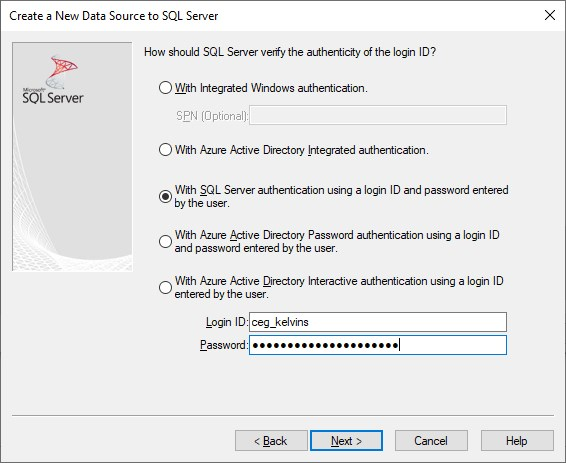 Create a New Data Source to SQL Server
Microsoft
SQL Server
How should SQL Server verify the authenticity of the login ID?
With Integrated Windows authentication.
SPN (Optional):
With Azure Active Directory Integrated authentication.
With SQL Server authentication using a login ID and password entered
by the user.
With Azure Active Directory Password authentication using a login ID
and password entered by the user.
With Azure Active Directory Interactive authentication using a login ID
entered by the user.
Login ID: ceg_kelvins
Password: ●●●●●●●●●●●●●●●●●●●●●
< Back Next > Cancel Help